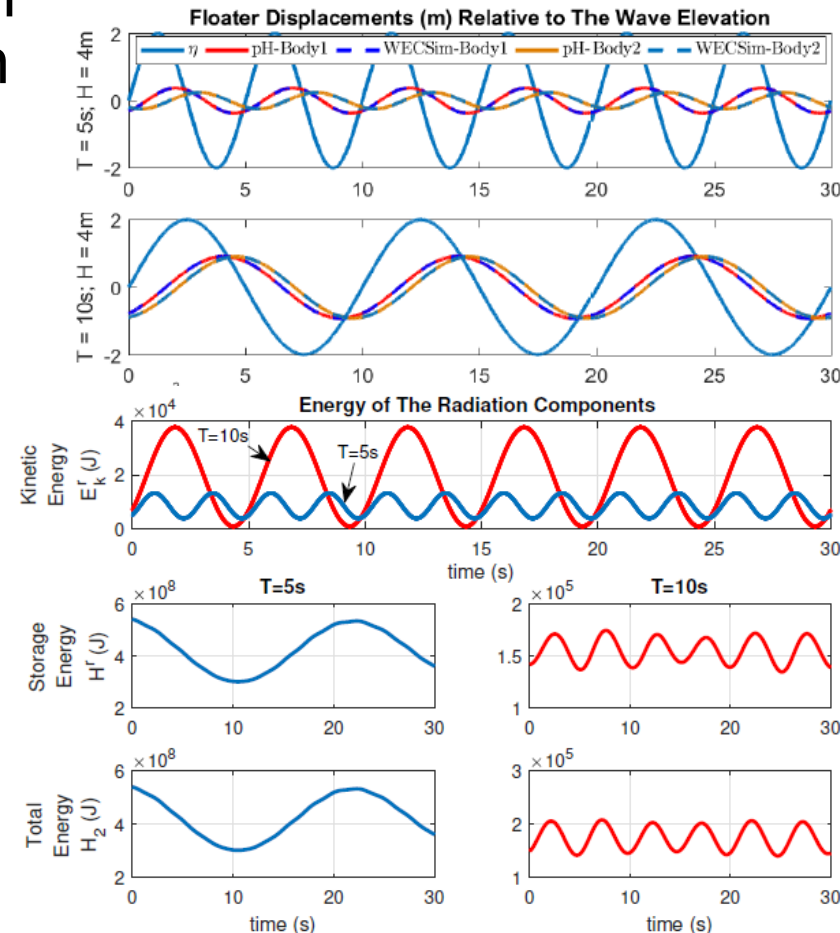 Floater Displacements (m) Relative to The Wave Elevation
η pH-Body1 WECSim-Body1 pH-Body2 WECSim-Body2
T = 5s; H = 4m
2
0
-2
0 5 10 15 20 25 30
T = 10s; H = 4m
2
0
-2
0 5 10 15 20 25 30
Energy of The Radiation Components
×10⁴
Kinetic
Energy
Eᵣₖ (J)
4
2
0
T=10s
T=5s
0 5 10 15 20 25 30
time (s)
T=5s
×10⁸
Storage
Energy
Hʳ (J)
6
4
2
0 10 20 30
T=10s
×10⁵
2
1.5
1
0 10 20 30
×10⁸
Total
Energy
H₂ (J)
6
4
2
0 10 20 30
time (s)
×10⁵
3
2
1
0 10 20 30
time (s)